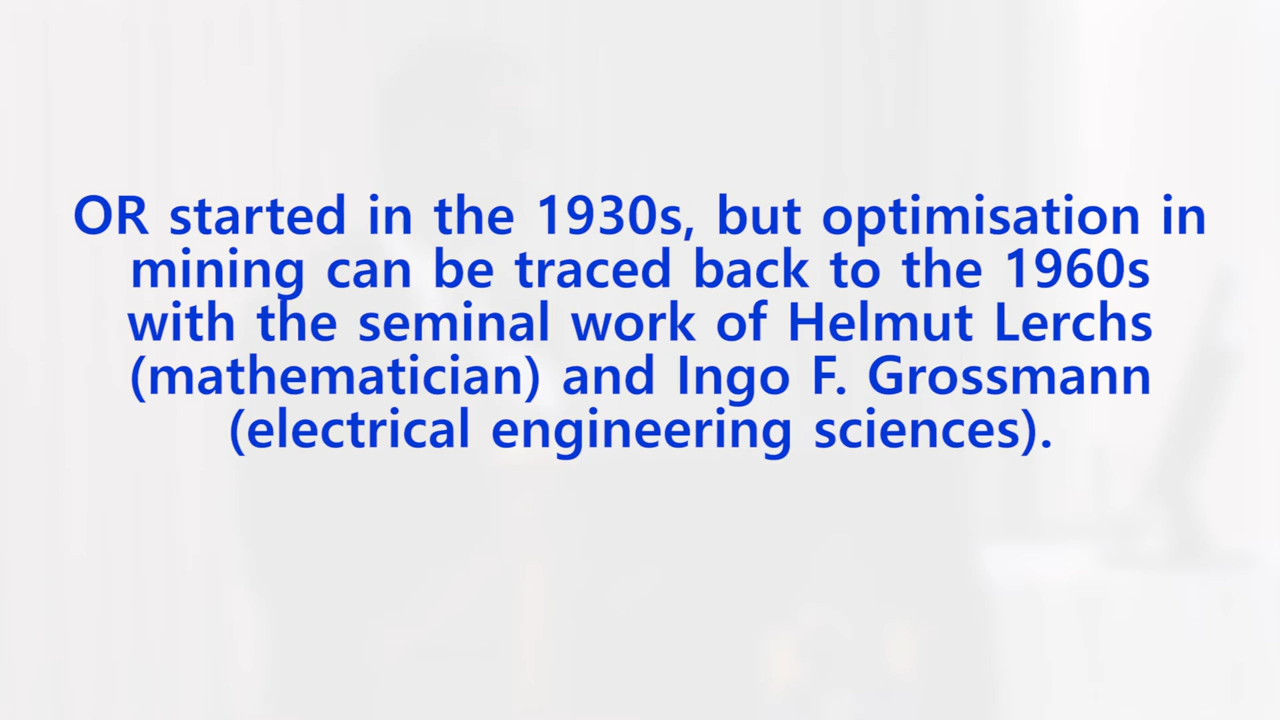 OR started in the 1930s, but optimisation in
mining can be traced back to the 1960s
with the seminal work of Helmut Lerchs
(mathematician) and Ingo F. Grossmann
(electrical engineering sciences).